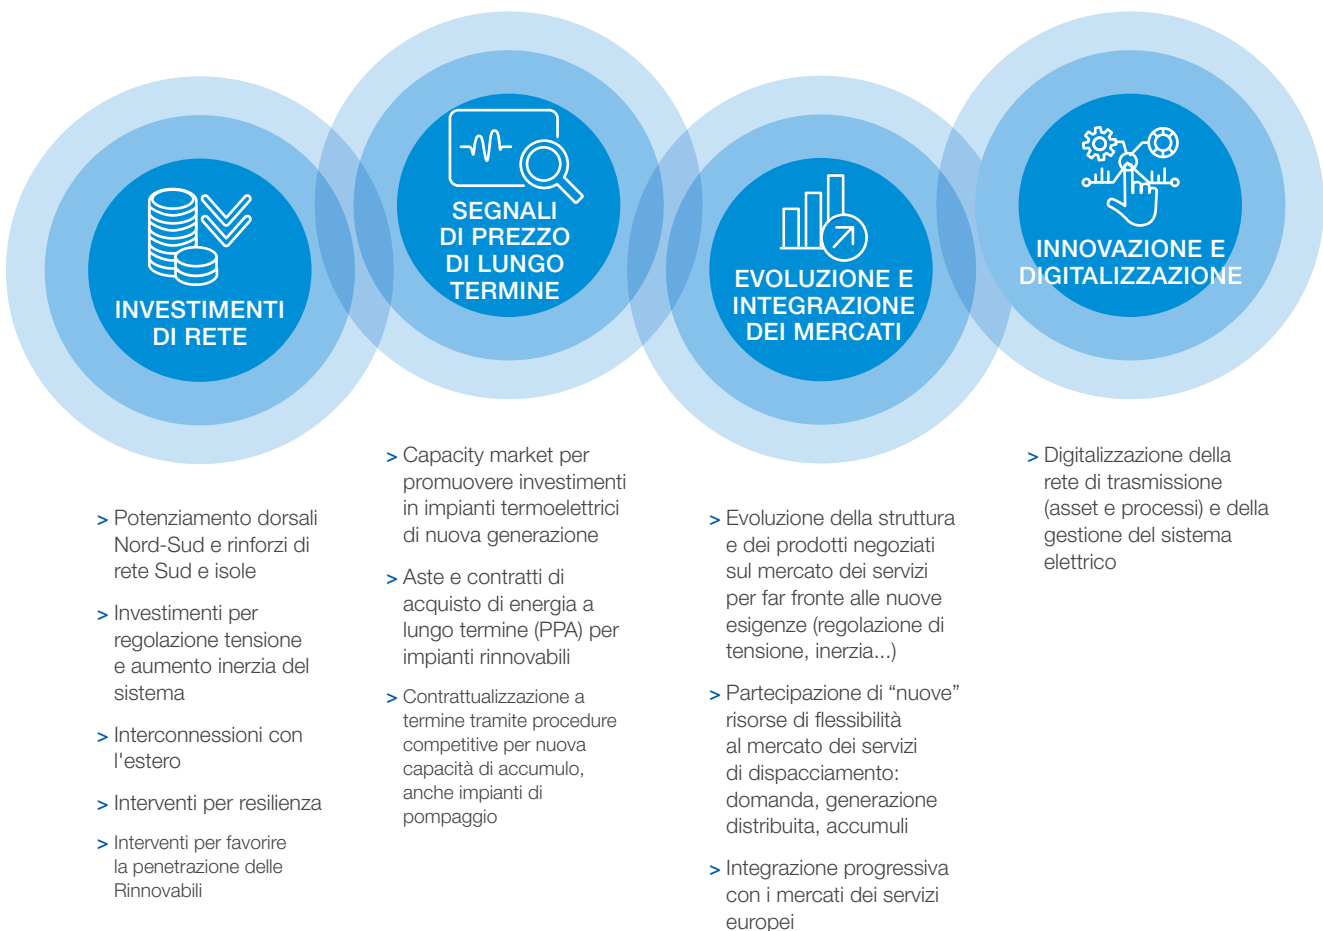 INVESTIMENTI
DI RETE
> Potenziamento dorsali
Nord-Sud e rinforzi di
rete Sud e isole
> Investimenti per
regolazione tensione
e aumento inerzia del
sistema
> Interconnessioni con
l'estero
> Interventi per resilienza
> Interventi per favorire
la penetrazione delle
Rinnovabili
SEGNALI
DI PREZZO
DI LUNGO
TERMINE
> Capacity market per
promuovere investimenti
in impianti termoelettrici
di nuova generazione
> Aste e contratti di
acquisto di energia a
lungo termine (PPA) per
impianti rinnovabili
> Contrattualizzazione a
termine tramite procedure
competitive per nuova
capacità di accumulo,
anche impianti di
pompaggio
EVOLUZIONE E
INTEGRAZIONE
DEI MERCATI
> Evoluzione della struttura
e dei prodotti negoziati
sul mercato dei servizi
per far fronte alle nuove
esigenze (regolazione di
tensione, inerzia...)
> Partecipazione di “nuove”
risorse di flessibilità
al mercato dei servizi
di dispacciamento:
domanda, generazione
distribuita, accumuli
> Integrazione progressiva
con i mercati dei servizi
europei
INNOVAZIONE E
DIGITALIZZAZIONE
> Digitalizzazione della
rete di trasmissione
(asset e processi) e della
gestione del sistema
elettrico